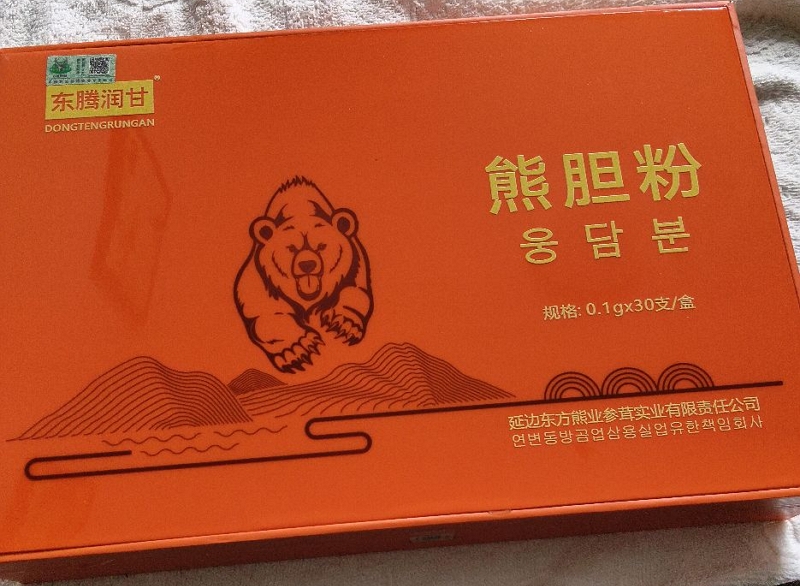 东腾润甘
DONGTENGRUNGAN
熊胆粉
웅담분
规格: 0.1gx30支/盒
延边东方熊业参茸实业有限责任公司
연변동방곰업삼용실업유한책임회사